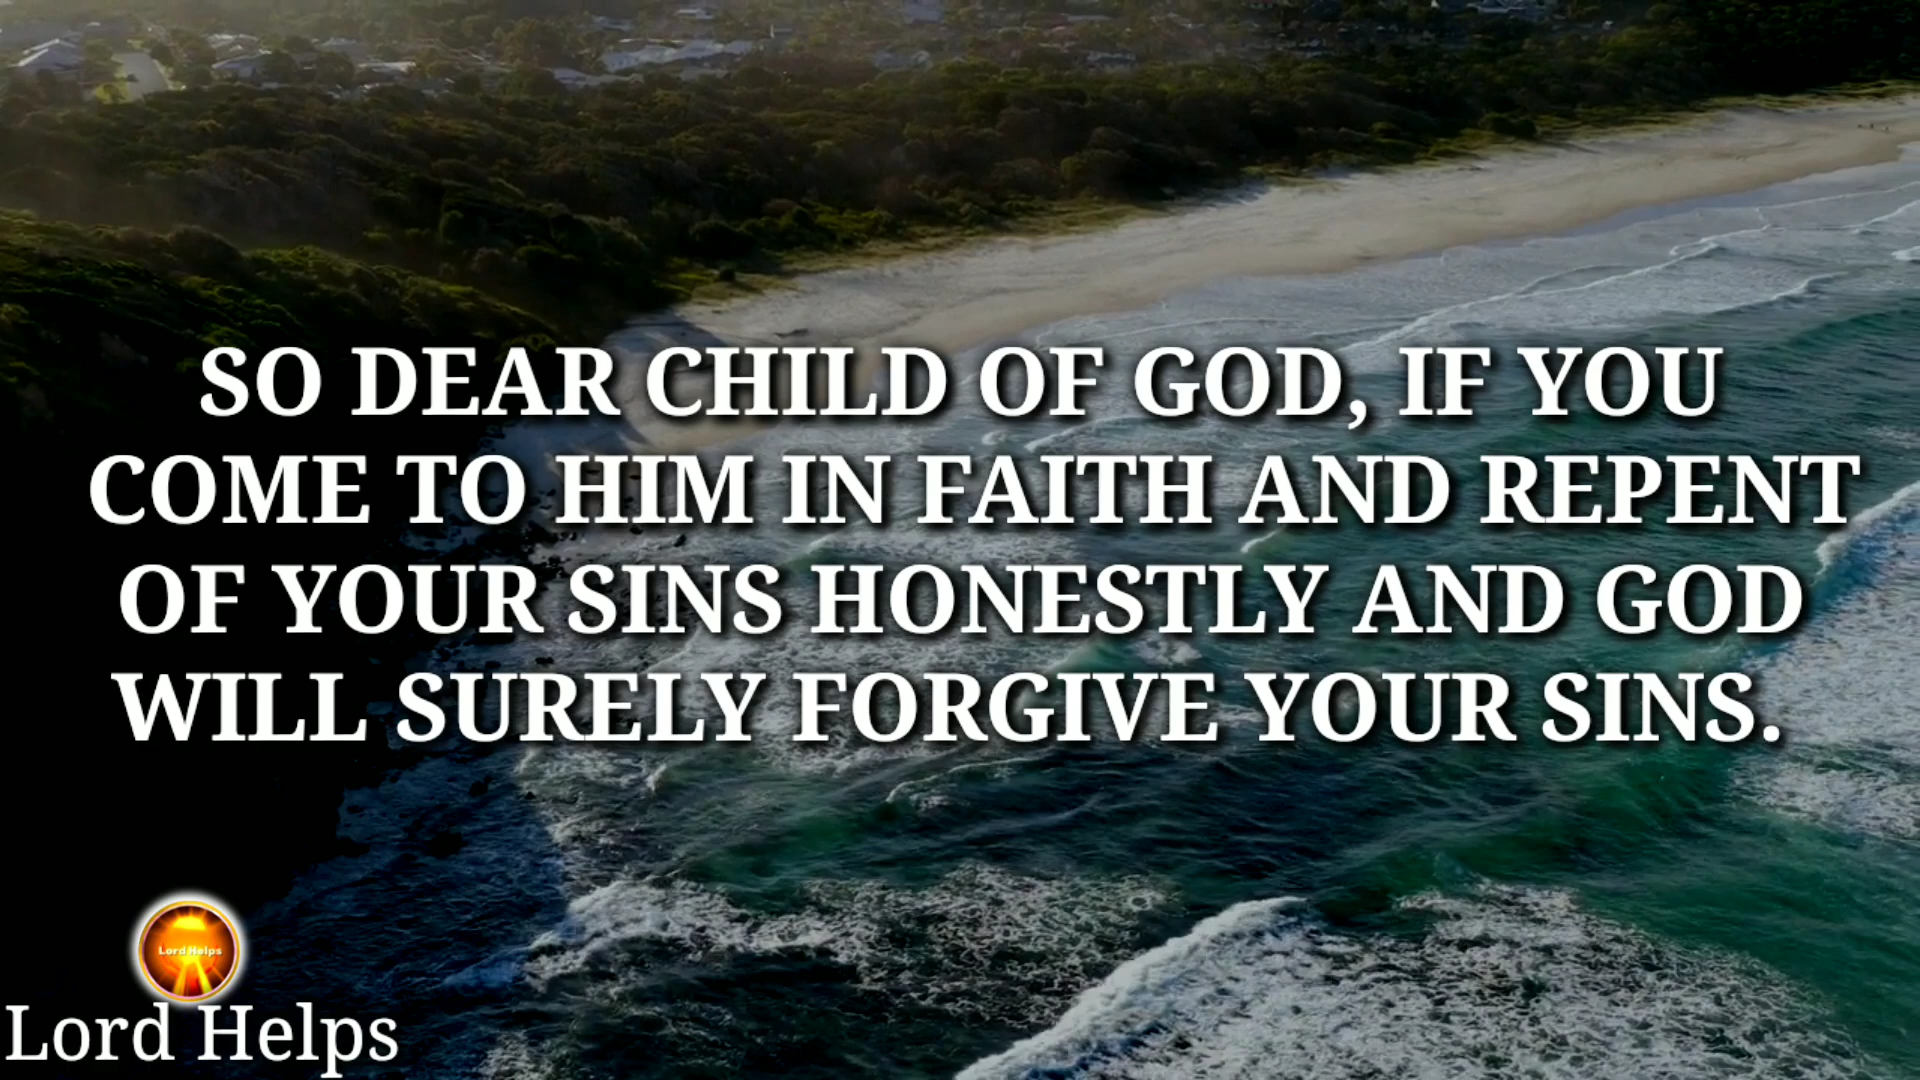 SO DEAR CHILD OF GOD, IF YOU
COME TO HIM IN FAITH AND REPENT
OF YOUR SINS HONESTLY AND GOD
WILL SURELY FORGIVE YOUR SINS.
Lord Helps
Lord Helps